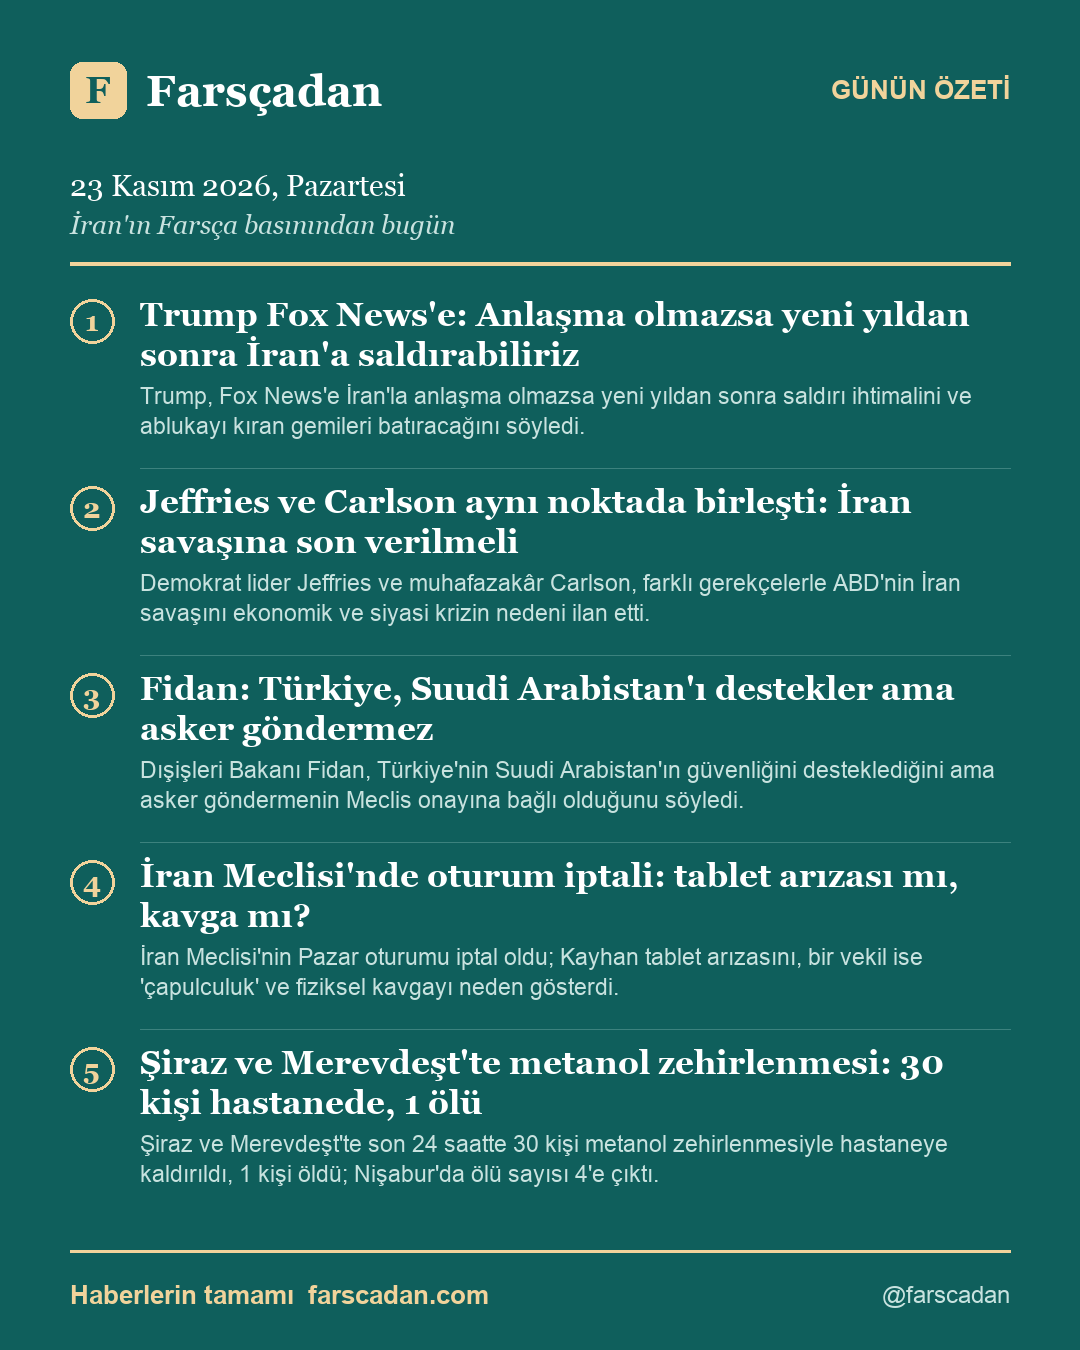 F Farsçadan
GÜNÜN ÖZETİ
23 Kasım 2026, Pazartesi
İran'ın Farsça basınından bugün
1
Trump Fox News'e: Anlaşma olmazsa yeni yıldan
sonra İran'a saldırabiliriz
Trump, Fox News'e İran'la anlaşma olmazsa yeni yıldan sonra saldırı ihtimalini ve
ablukayı kıran gemileri batıracağını söyledi.
2
Jeffries ve Carlson aynı noktada birleşti: İran
savaşına son verilmeli
Demokrat lider Jeffries ve muhafazakâr Carlson, farklı gerekçelerle ABD'nin İran
savaşını ekonomik ve siyasi krizin nedeni ilan etti.
3
Fidan: Türkiye, Suudi Arabistan'ı destekler ama
asker göndermez
Dışişleri Bakanı Fidan, Türkiye'nin Suudi Arabistan'ın güvenliğini desteklediğini ama
asker göndermenin Meclis onayına bağlı olduğunu söyledi.
4
İran Meclisi'nde oturum iptali: tablet arızası mı,
kavga mı?
İran Meclisi'nin Pazar oturumu iptal oldu; Kayhan tablet arızasını, bir vekil ise
'çapulculuk' ve fiziksel kavgayı neden gösterdi.
5
Şiraz ve Merevdeşt'te metanol zehirlenmesi: 30
kişi hastanede, 1 ölü
Şiraz ve Merevdeşt'te son 24 saatte 30 kişi metanol zehirlenmesiyle hastaneye
kaldırıldı, 1 kişi öldü; Nişabur'da ölü sayısı 4'e çıktı.
Haberlerin tamamı farscadan.com
@farscadan